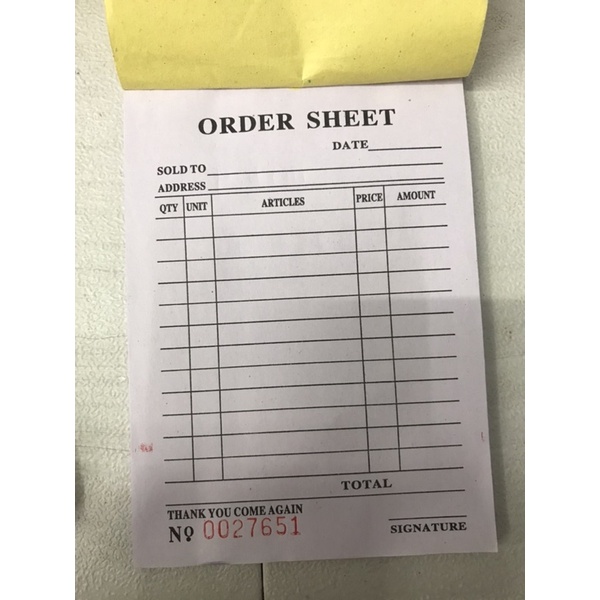 ORDER SHEET
DATE
SOLD TO
ADDRESS
QTY UNIT ARTICLES PRICE AMOUNT
TOTAL
THANK YOU COME AGAIN
Nº 0027651
SIGNATURE